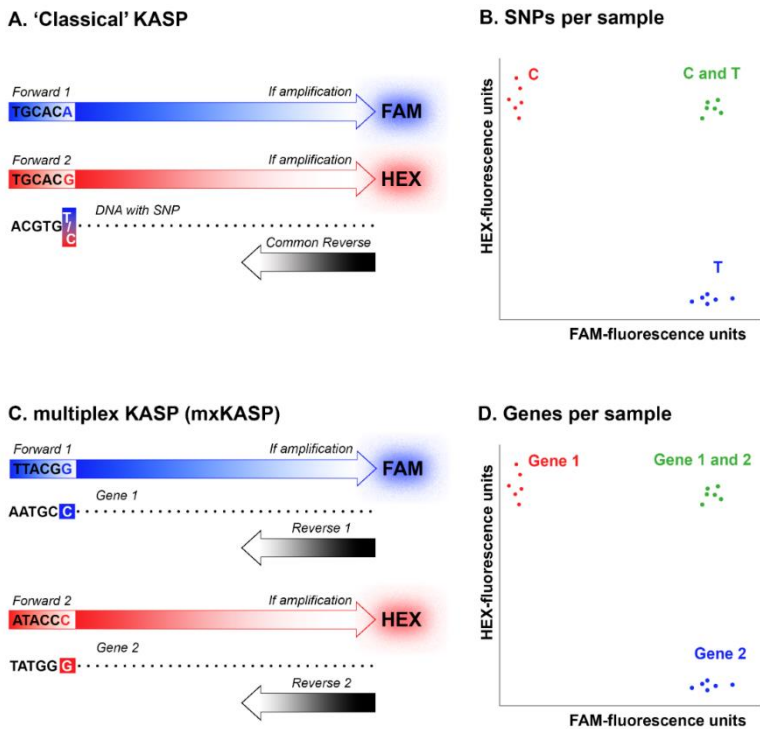 A. ‘Classical’ KASP
Forward 1 If amplification
TGCACA FAM
Forward 2 If amplification
TGCACG HEX
DNA with SNP
ACGTG T/C
Common Reverse
B. SNPs per sample
C
C and T
T
HEX-fluorescence units
FAM-fluorescence units
C. multiplex KASP (mxKASP)
Forward 1 If amplification
TTACGG FAM
Gene 1
AATGC C
Reverse 1
Forward 2 If amplification
ATACCC HEX
Gene 2
TATGG G
Reverse 2
D. Genes per sample
Gene 1
Gene 1 and 2
Gene 2
HEX-fluorescence units
FAM-fluorescence units